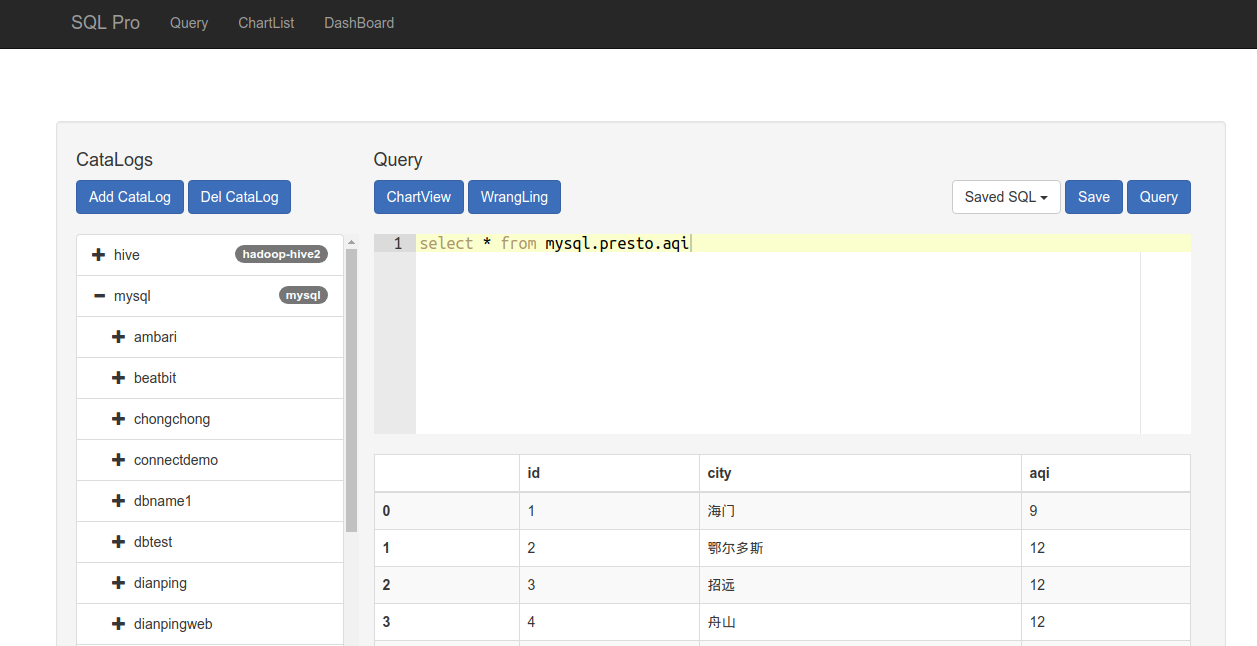 SQL Pro Query ChartList DashBoard
CataLogs
Add CataLog Del CataLog
hive hadoop-hive2
mysql mysql
ambari
beatbit
chongchong
connectdemo
dbname1
dbtest
dianping
dianpingweb
Query
ChartView WrangLing Saved SQL Save Query
1 select * from mysql.presto.aqi
id city aqi
0 1 海门 9
1 2 鄂尔多斯 12
2 3 招远 12
3 4 舟山 12